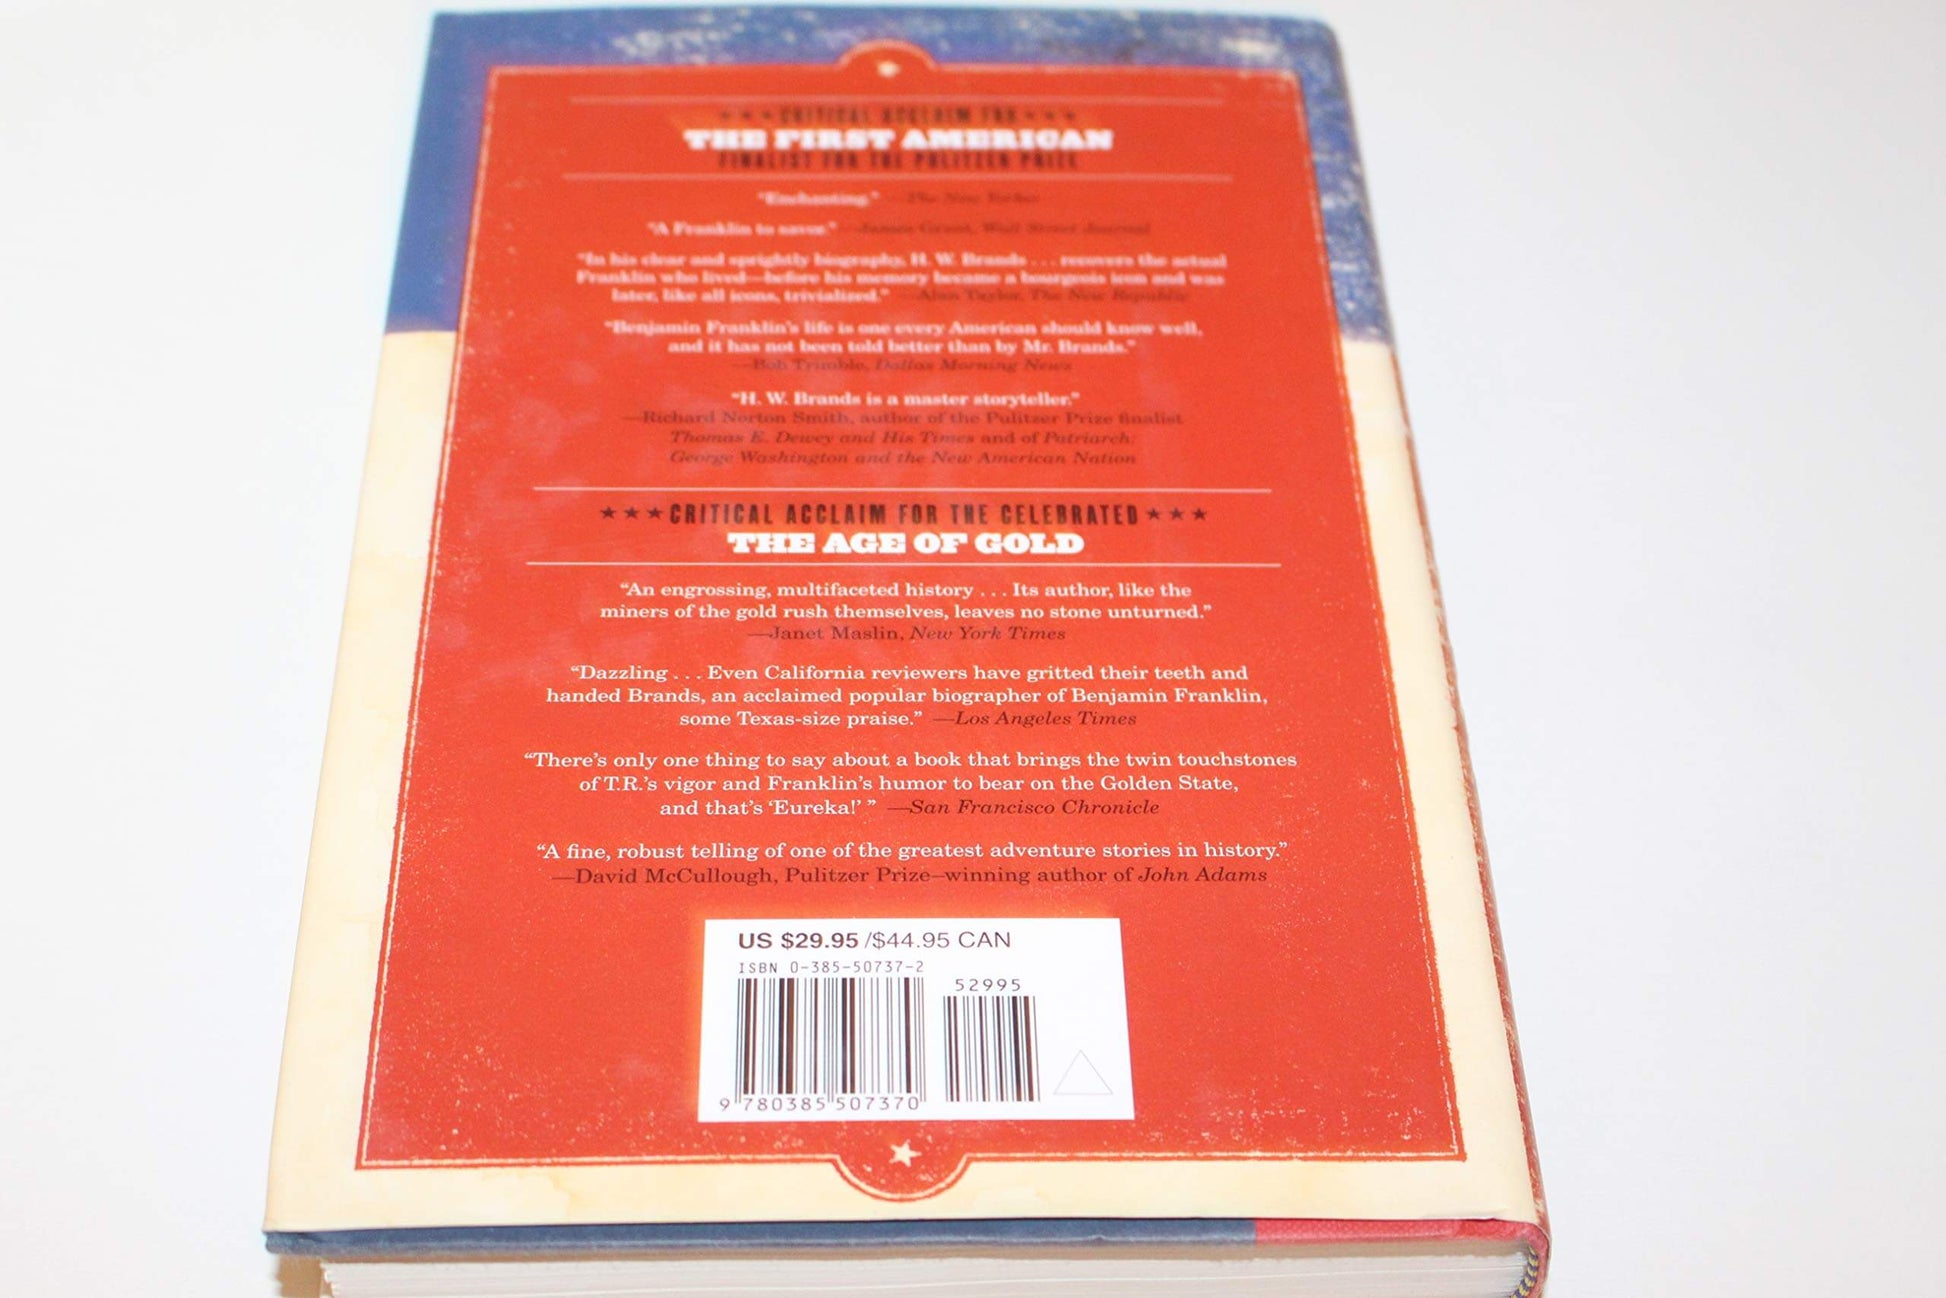 ★ ★ ★ CRITICAL ACCLAIM FOR ★ ★ ★
THE FIRST AMERICAN
FINALIST FOR THE PULITZER PRIZE
“Enchanting.” —The New Yorker
“A Franklin to savor.” —James Grant, Wall Street Journal
“In his clear and sprightly biography, H. W. Brands . . . recovers the actual
Franklin who lived—before his memory became a bourgeois icon and was
later, like all icons, trivialized.” —Alan Taylor, The New Republic
“Benjamin Franklin’s life is one every American should know well,
and it has not been told better than by Mr. Brands.”
—Bob Trimble, Dallas Morning News
“H. W. Brands is a master storyteller.”
—Richard Norton Smith, author of the Pulitzer Prize finalist
Thomas E. Dewey and His Times and of Patriarch:
George Washington and the New American Nation
★ ★ ★ CRITICAL ACCLAIM FOR THE CELEBRATED ★ ★ ★
THE AGE OF GOLD
“An engrossing, multifaceted history . . . Its author, like the
miners of the gold rush themselves, leaves no stone unturned.”
—Janet Maslin, New York Times
“Dazzling . . . Even California reviewers have gritted their teeth and
handed Brands, an acclaimed popular biographer of Benjamin Franklin,
some Texas-size praise.” —Los Angeles Times
“There’s only one thing to say about a book that brings the twin touchstones
of T.R.’s vigor and Franklin’s humor to bear on the Golden State,
and that’s ‘Eureka!’ ” —San Francisco Chronicle
“A fine, robust telling of one of the greatest adventure stories in history.”
—David McCullough, Pulitzer Prize–winning author of John Adams
US $29.95 /$44.95 CAN
ISBN 0-385-50737-2
52995
9 780385 507370